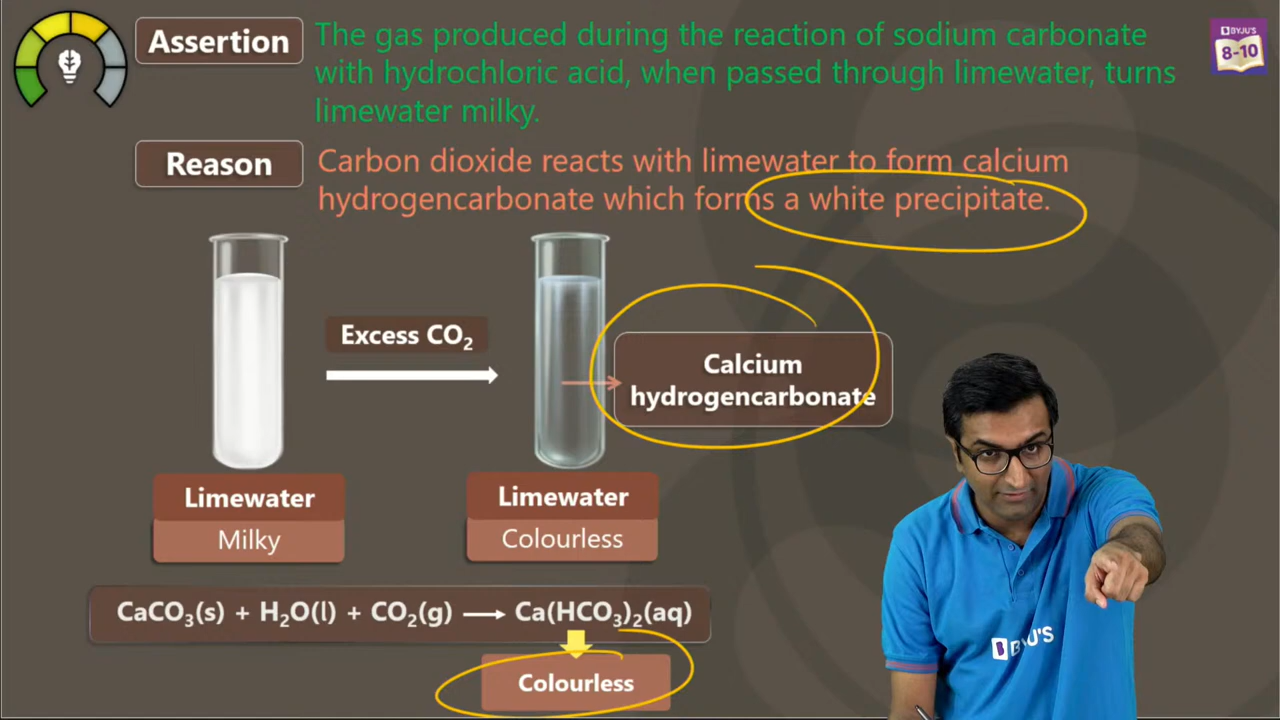 Assertion
The gas produced during the reaction of sodium carbonate
with hydrochloric acid, when passed through limewater, turns
limewater milky.
BYJU'S
8-10
Reason
Carbon dioxide reacts with limewater to form calcium
hydrogencarbonate which forms a white precipitate.
Excess CO₂
Calcium
hydrogencarbonate
Limewater
Milky
Limewater
Colourless
CaCO₃(s) + H₂O(l) + CO₂(g) ⟶ Ca(HCO₃)₂(aq)
Colourless
BYJU'S